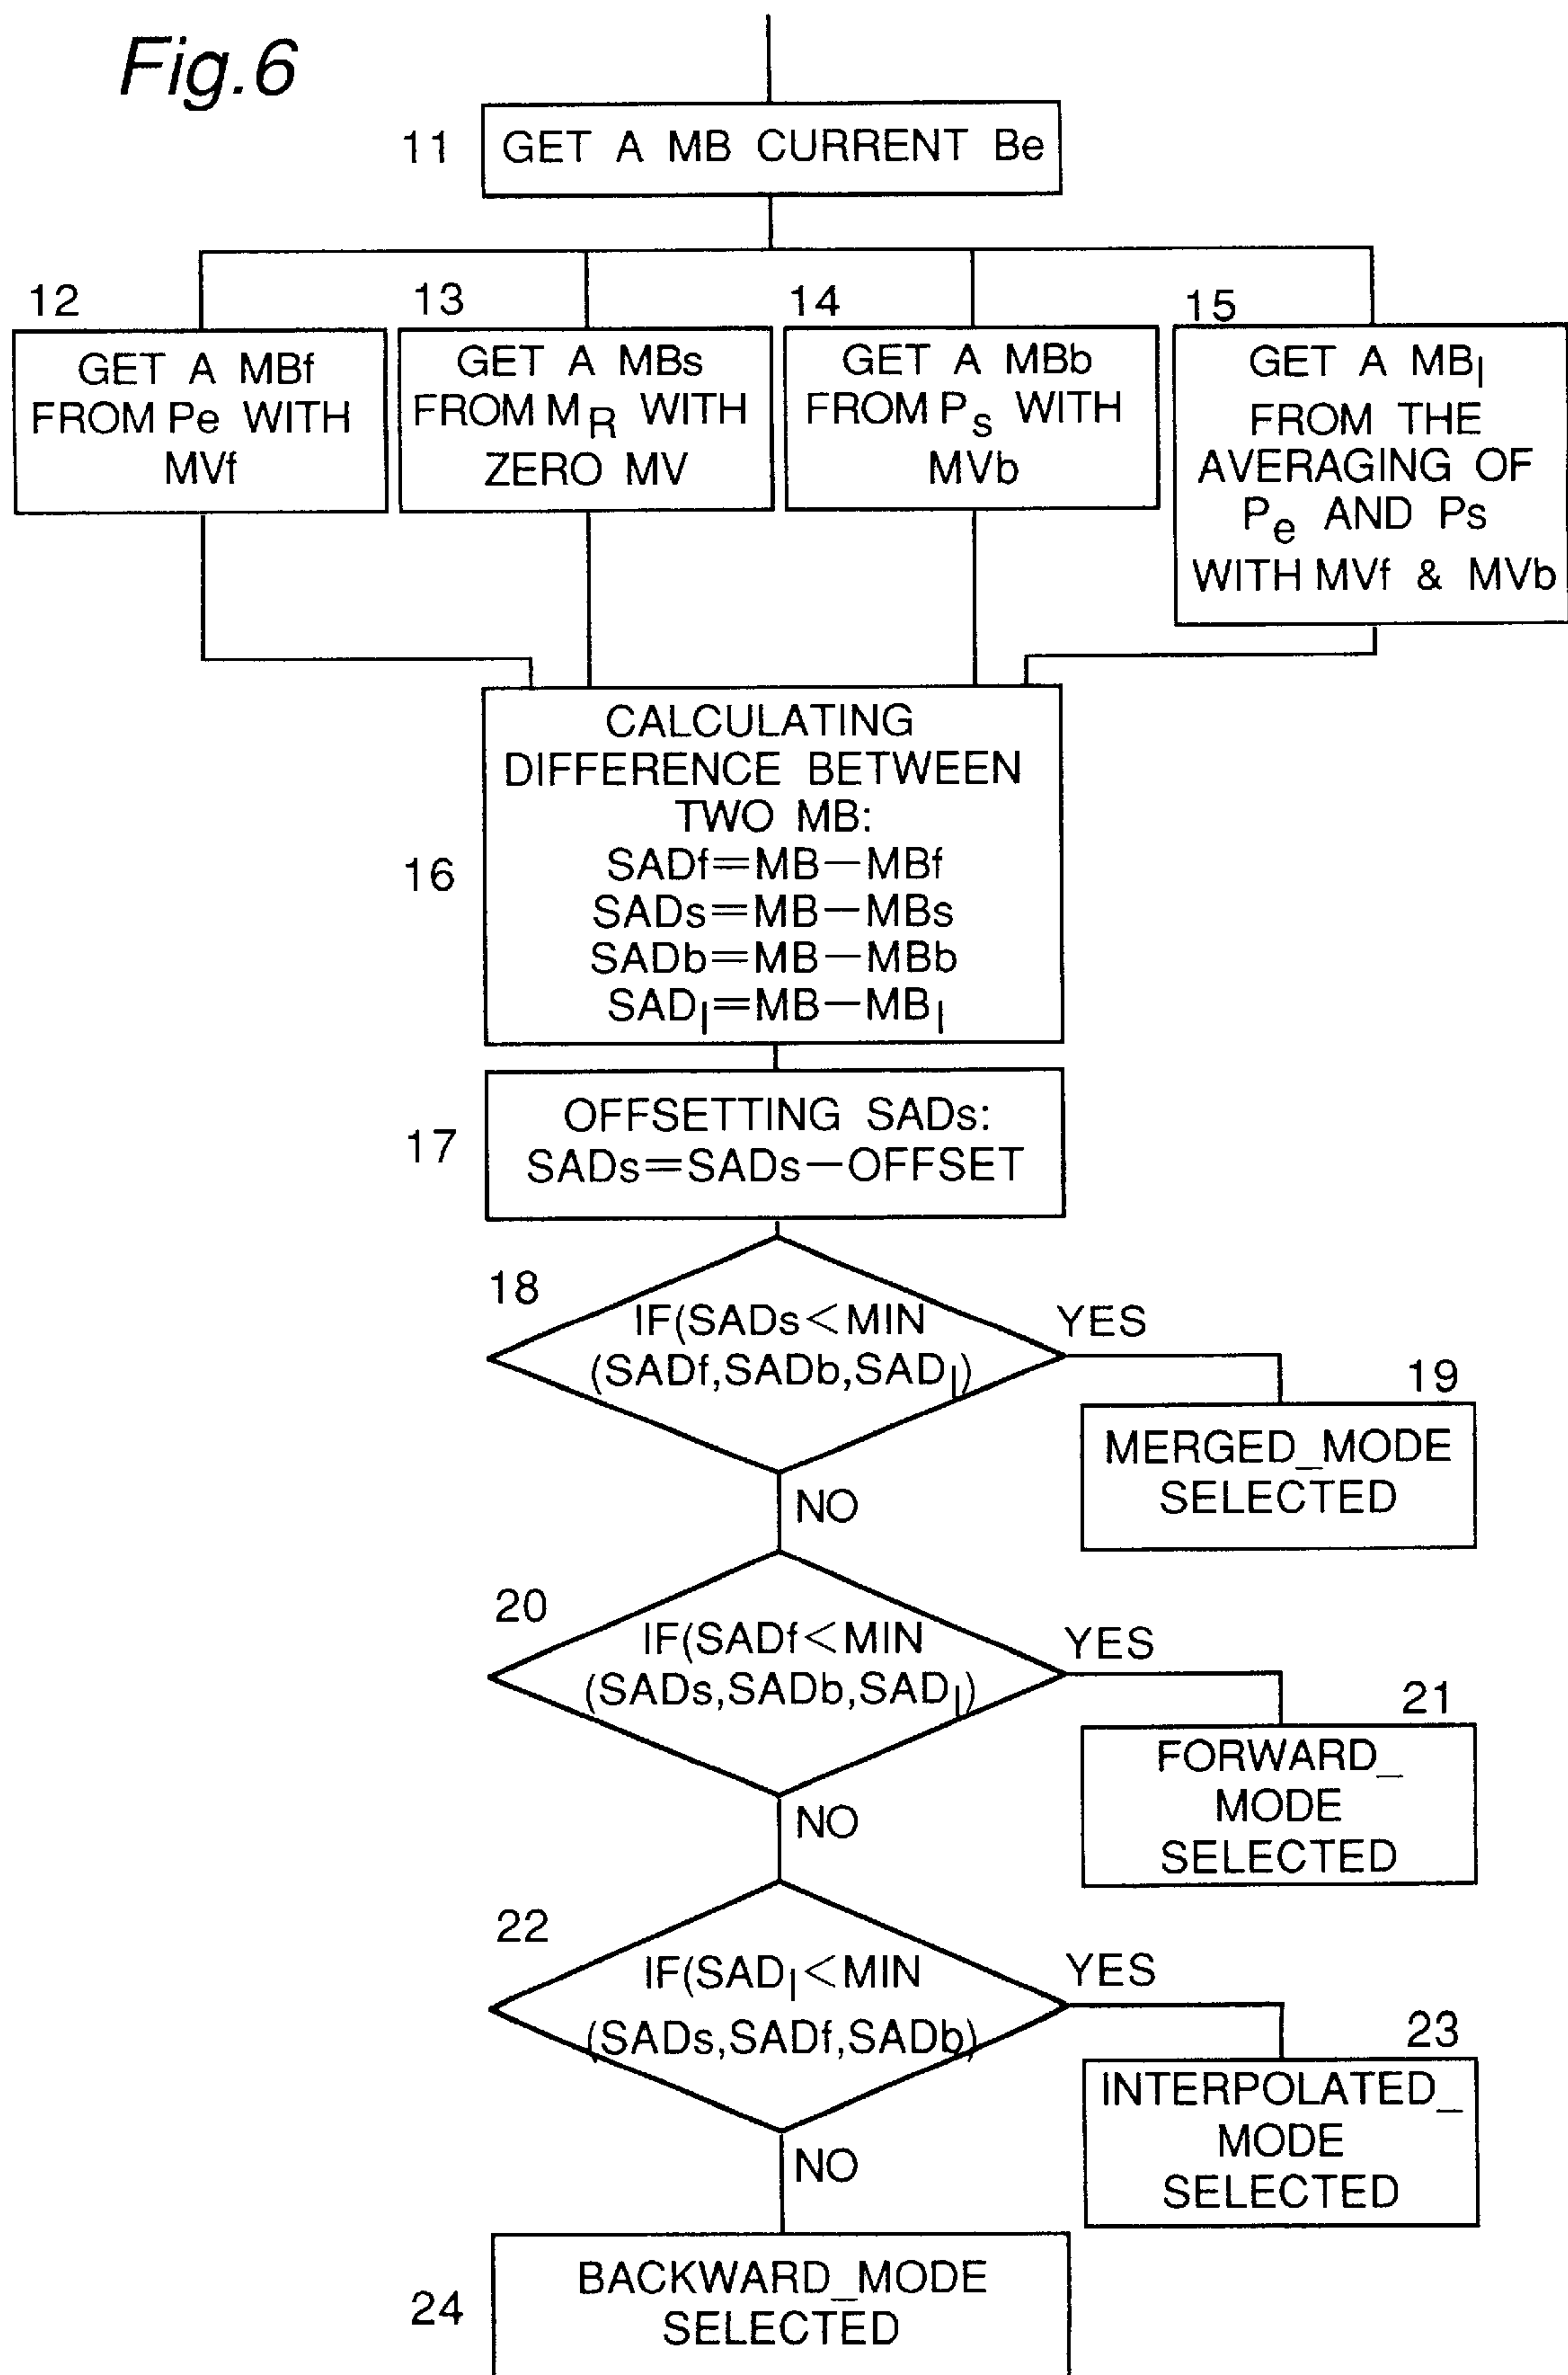 Fig.6
11
GET A MB CURRENT Be
12
GET A MBf
FROM Pe WITH
MVf
13
GET A MBs
FROM MR WITH
ZERO MV
14
GET A MBb
FROM Ps WITH
MVb
15
GET A MBI
FROM THE
AVERAGING OF
Pe AND Ps
WITH MVf & MVb
16
CALCULATING
DIFFERENCE BETWEEN
TWO MB:
SADf=MB−MBf
SADs=MB−MBs
SADb=MB−MBb
SADI=MB−MBI
17
OFFSETTING SADs:
SADs=SADs−OFFSET
18
IF(SADs<MIN
(SADf,SADb,SADI)
YES
19
MERGED_MODE
SELECTED
NO
20
IF(SADf<MIN
(SADs,SADb,SADI)
YES
21
FORWARD_
MODE
SELECTED
NO
22
IF(SADI<MIN
(SADs,SADf,SADb)
YES
23
INTERPOLATED_
MODE
SELECTED
NO
24
BACKWARD_MODE
SELECTED